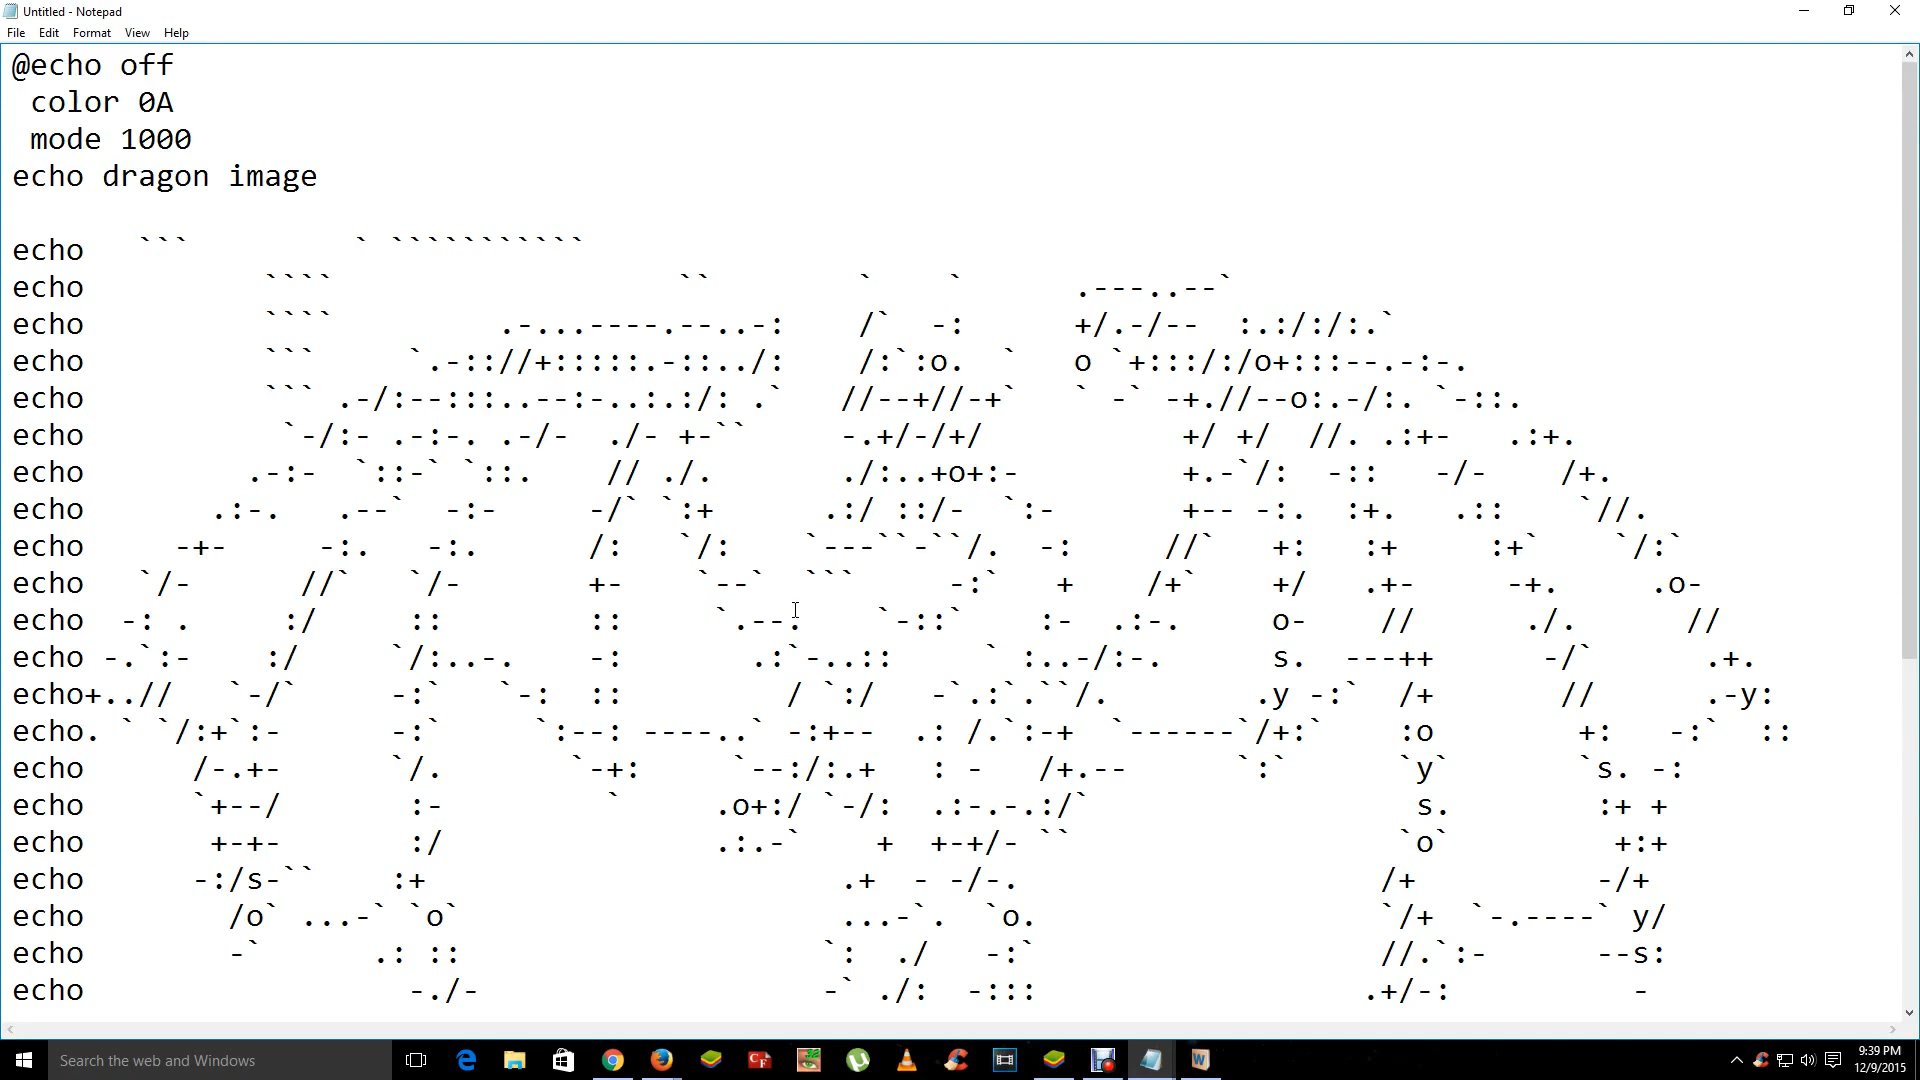 Untitled - Notepad
File Edit Format View Help
@echo off
 color 0A
 mode 1000
echo dragon image

echo   ```         ` ```````````
echo          ````                   ``        `    `      .---..--`
echo          ````         .-...----.--..-:    /`  -:      +/.-/--  :.:/:/:.`
echo          ```     `.-:://+:::::.-::../:    /:`:o.  `   o `+:::/:/o+:::--.-:-.
echo          ``` .-/:--:::..--:-..:.:/: .`   //--+//-+`   ` -` -+.//--o:.-/:. `-::.
echo           `-/:- .-:-. .-/-  ./- +-``     -.+/-/+/           +/ +/  //. .:+-   .:+.
echo         .-:-  `::-` `::.    // ./.       ./:..+o+:-         +.-`/:  -::   -/-    /+.
echo       .:-.   .--`  -:-     -/` `:+      .:/ ::/-  `:-       +-- -:.  :+.   .::    `//.
echo     -+-     -:.   -:.      /:   `/:    `---``-``/.  -:     //`   +:   :+     :+`    `/:`
echo   `/-      //`   `/-       +-    `--`  ```     -:`   +    /+`    +/   .+-     -+.     .o-
echo  -: .     :/     ::        ::     `.--:    `-::`    :-  .:-.     o-    //      ./.      //
echo -.`:-    :/     `/:..-.    -:       .:`-..::     ` :..-/:-.      s.  ---++      -/`      .+.
echo+..//   `-/`     -:`   `-:  ::         / `:/   -`.:`.``/.        .y -:`  /+       //      .-y:
echo. ` `/:+`:-      -:`     `:--: ----..` -:+--  .: /.`:-+  `------`/+:`    :o        +:   -:`  ::
echo      /-.+-      `/.       `-+:     `--:/:.+   : -   /+.--      `:`      `y`       `s. -:
echo      `+--/       :-         `     .o+:/ `-/:  .:-.-.:/`                  s.        :+ +
echo       +-+-       :/               .:.-`    +  +-+/- ``                  `o`         +:+
echo      -:/s-``    :+                       .+  - -/-.                    /+          -/+
echo        /o` ...-` `o`                     ...-`.  `o.                   `/+  `-.----` y/
echo        -`      .: ::                    `:  ./   -:`                   //.`:-      --s:
echo                  -./-                   -` ./:  -:::                  .+/-:          -
Search the web and Windows
9:39 PM
12/9/2015